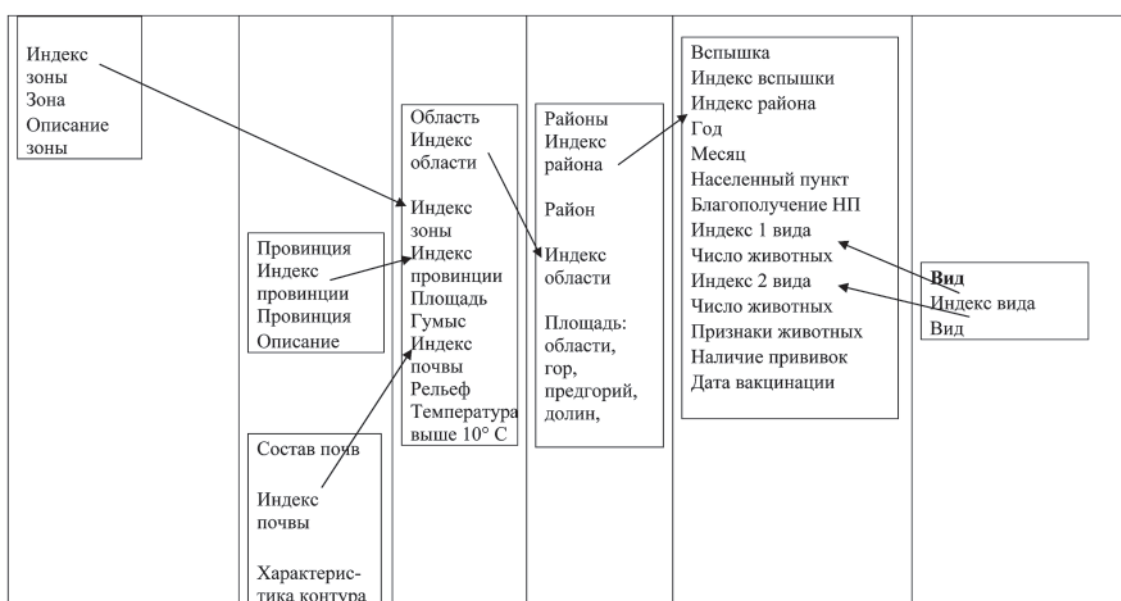 Индекс
зоны
Зона
Описание
зоны
Провинция
Индекс
провинции
Провинция
Описание
Состав почв
Индекс
почвы
Характерис-
тика контура
Область
Индекс
области
Индекс
зоны
Индекс
провинции
Площадь
Гумыс
Индекс
почвы
Рельеф
Температура
выше 10° С
Районы
Индекс
района
Район
Индекс
области
Площадь:
области,
гор,
предгорий,
долин,
Вспышка
Индекс вспышки
Индекс района
Год
Месяц
Населенный пункт
Благополучение НП
Индекс 1 вида
Число животных
Индекс 2 вида
Число животных
Признаки животных
Наличие прививок
Дата вакцинации
Вид
Индекс вида
Вид